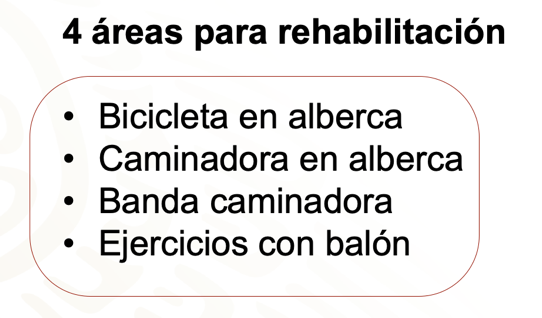 4 áreas para rehabilitación
• Bicicleta en alberca
• Caminadora en alberca
• Banda caminadora
• Ejercicios con balón